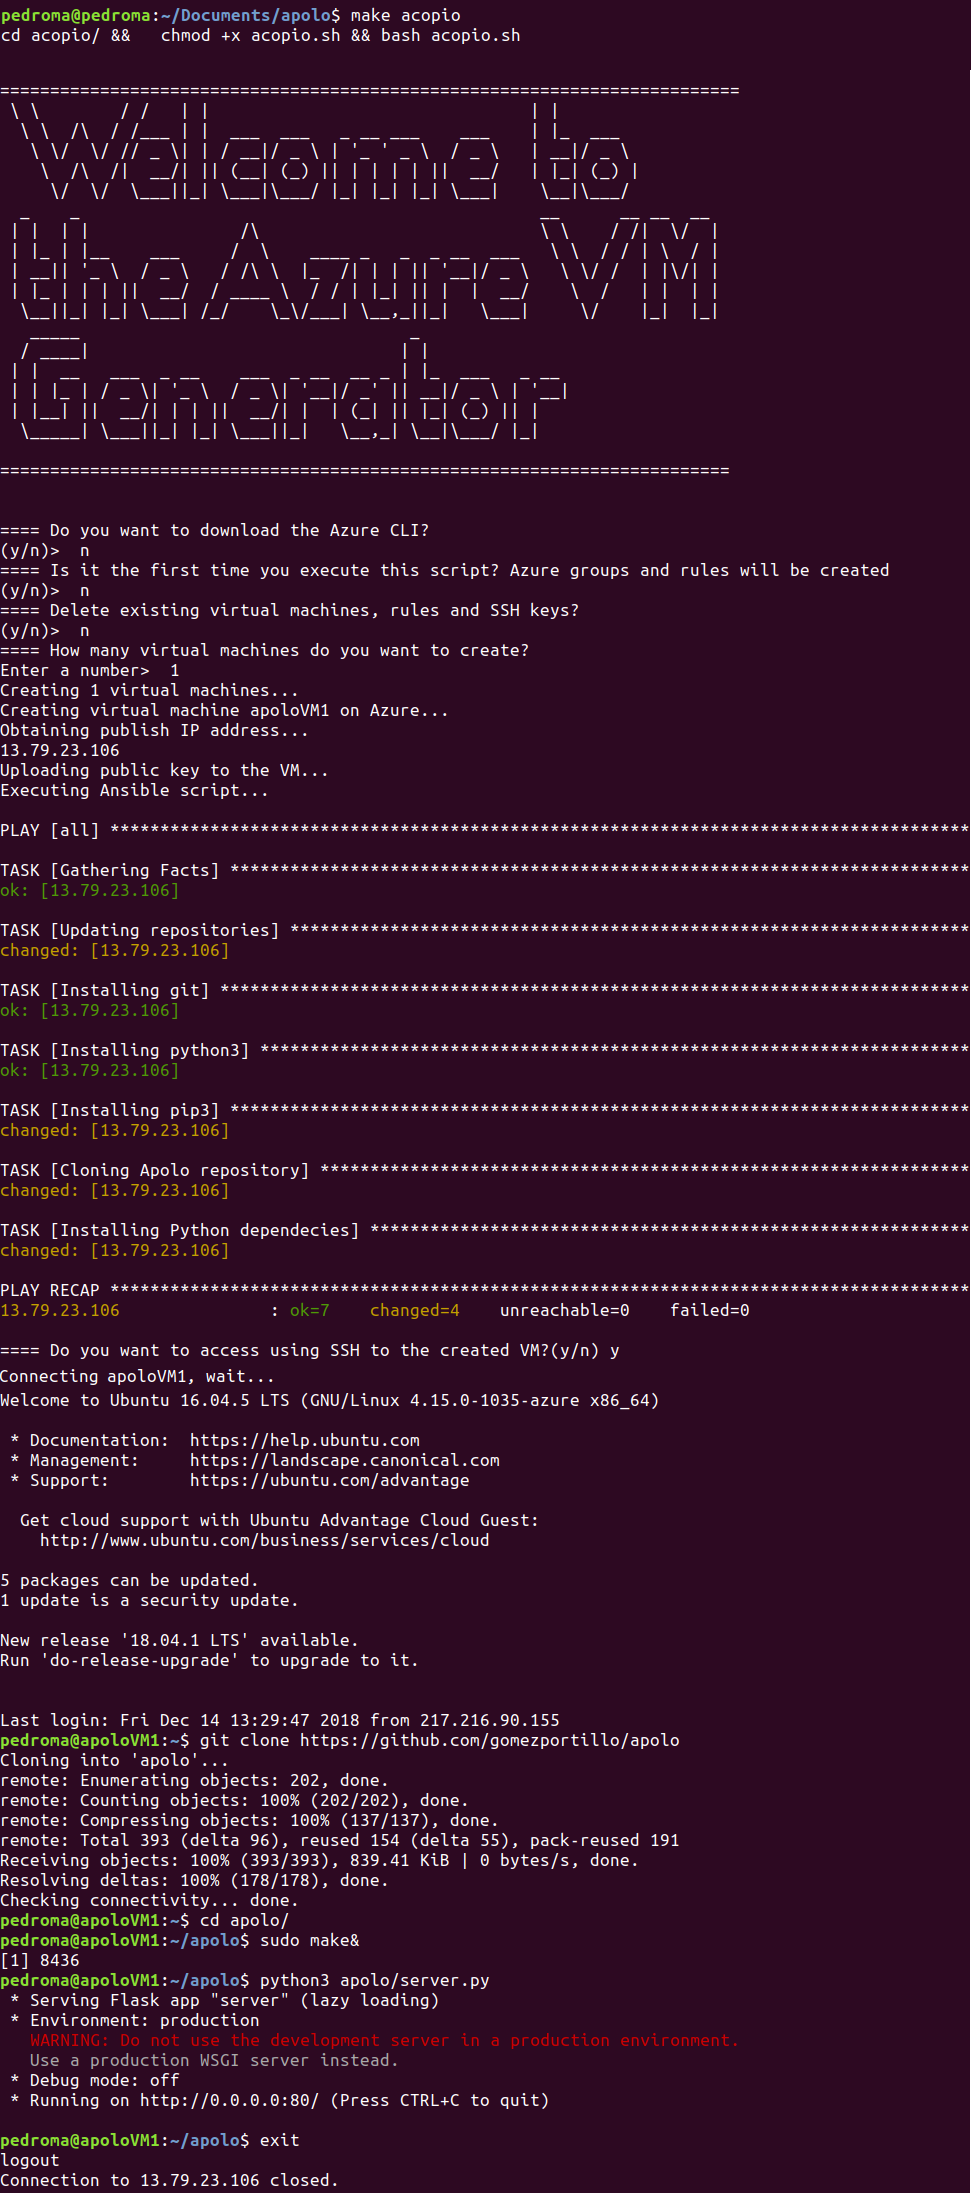 pedroma@pedroma:~/Documents/apolo$ make acopio
cd acopio/ &&   chmod +x acopio.sh && bash acopio.sh
==========================================================================
Welcome to
the Azure VM
Generator
=========================================================================
==== Do you want to download the Azure CLI?
(y/n)>  n
==== Is it the first time you execute this script? Azure groups and rules will be created
(y/n)>  n
==== Delete existing virtual machines, rules and SSH keys?
(y/n)>  n
==== How many virtual machines do you want to create?
Enter a number>  1
Creating 1 virtual machines...
Creating virtual machine apoloVM1 on Azure...
Obtaining publish IP address...
13.79.23.106
Uploading public key to the VM...
Executing Ansible script...
PLAY [all] **************************************************************************************
TASK [Gathering Facts] **************************************************************************
ok: [13.79.23.106]
TASK [Updating repositories] ********************************************************************
changed: [13.79.23.106]
TASK [Installing git] ***************************************************************************
ok: [13.79.23.106]
TASK [Installing python3] ***********************************************************************
ok: [13.79.23.106]
TASK [Installing pip3] **************************************************************************
changed: [13.79.23.106]
TASK [Cloning Apolo repository] *****************************************************************
changed: [13.79.23.106]
TASK [Installing Python dependecies] ************************************************************
changed: [13.79.23.106]
PLAY RECAP **************************************************************************************
13.79.23.106               : ok=7    changed=4    unreachable=0    failed=0
==== Do you want to access using SSH to the created VM?(y/n) y
Connecting apoloVM1, wait...
Welcome to Ubuntu 16.04.5 LTS (GNU/Linux 4.15.0-1035-azure x86_64)
 * Documentation:  https://help.ubuntu.com
 * Management:     https://landscape.canonical.com
 * Support:        https://ubuntu.com/advantage
  Get cloud support with Ubuntu Advantage Cloud Guest:
    http://www.ubuntu.com/business/services/cloud
5 packages can be updated.
1 update is a security update.
New release '18.04.1 LTS' available.
Run 'do-release-upgrade' to upgrade to it.
Last login: Fri Dec 14 13:29:47 2018 from 217.216.90.155
pedroma@apoloVM1:~$ git clone https://github.com/gomezportillo/apolo
Cloning into 'apolo'...
remote: Enumerating objects: 202, done.
remote: Counting objects: 100% (202/202), done.
remote: Compressing objects: 100% (137/137), done.
remote: Total 393 (delta 96), reused 154 (delta 55), pack-reused 191
Receiving objects: 100% (393/393), 839.41 KiB | 0 bytes/s, done.
Resolving deltas: 100% (178/178), done.
Checking connectivity... done.
pedroma@apoloVM1:~$ cd apolo/
pedroma@apoloVM1:~/apolo$ sudo make&
[1] 8436
pedroma@apoloVM1:~/apolo$ python3 apolo/server.py
 * Serving Flask app "server" (lazy loading)
 * Environment: production
   WARNING: Do not use the development server in a production environment.
   Use a production WSGI server instead.
 * Debug mode: off
 * Running on http://0.0.0.0:80/ (Press CTRL+C to quit)
pedroma@apoloVM1:~/apolo$ exit
logout
Connection to 13.79.23.106 closed.